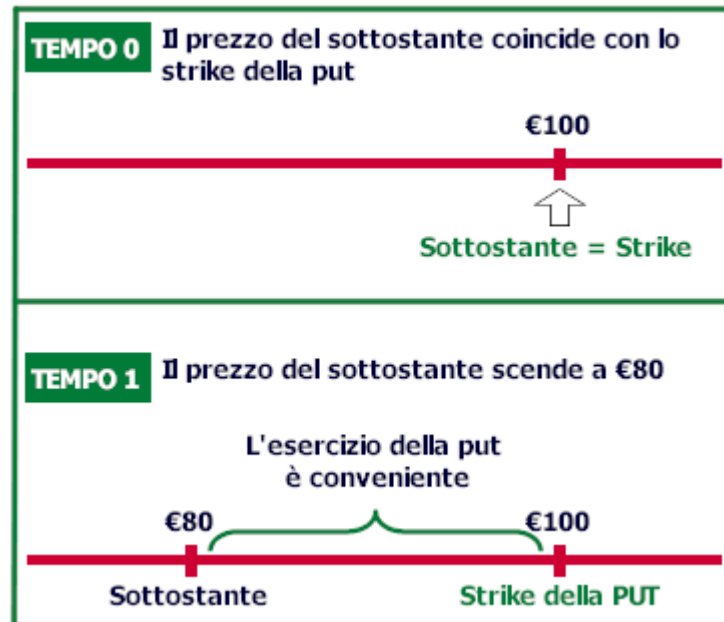 TEMPO 0
Il prezzo del sottostante coincide con lo
strike della put
€100
Sottostante = Strike
TEMPO 1
Il prezzo del sottostante scende a €80
L'esercizio della put
è conveniente
€80
€100
Sottostante
Strike della PUT